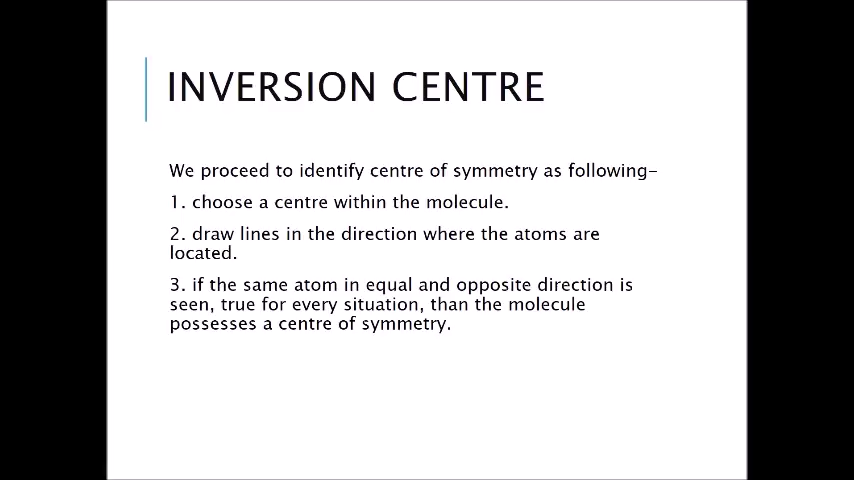 INVERSION CENTRE
We proceed to identify centre of symmetry as following-
1. choose a centre within the molecule.
2. draw lines in the direction where the atoms are
located.
3. if the same atom in equal and opposite direction is
seen, true for every situation, than the molecule
possesses a centre of symmetry.